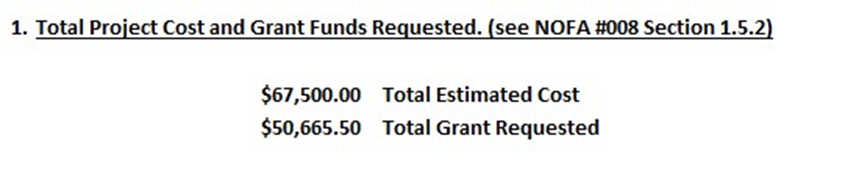 1. Total Project Cost and Grant Funds Requested. (see NOFA #008 Section 1.5.2)
$67,500.00 Total Estimated Cost
$50,665.50 Total Grant Requested